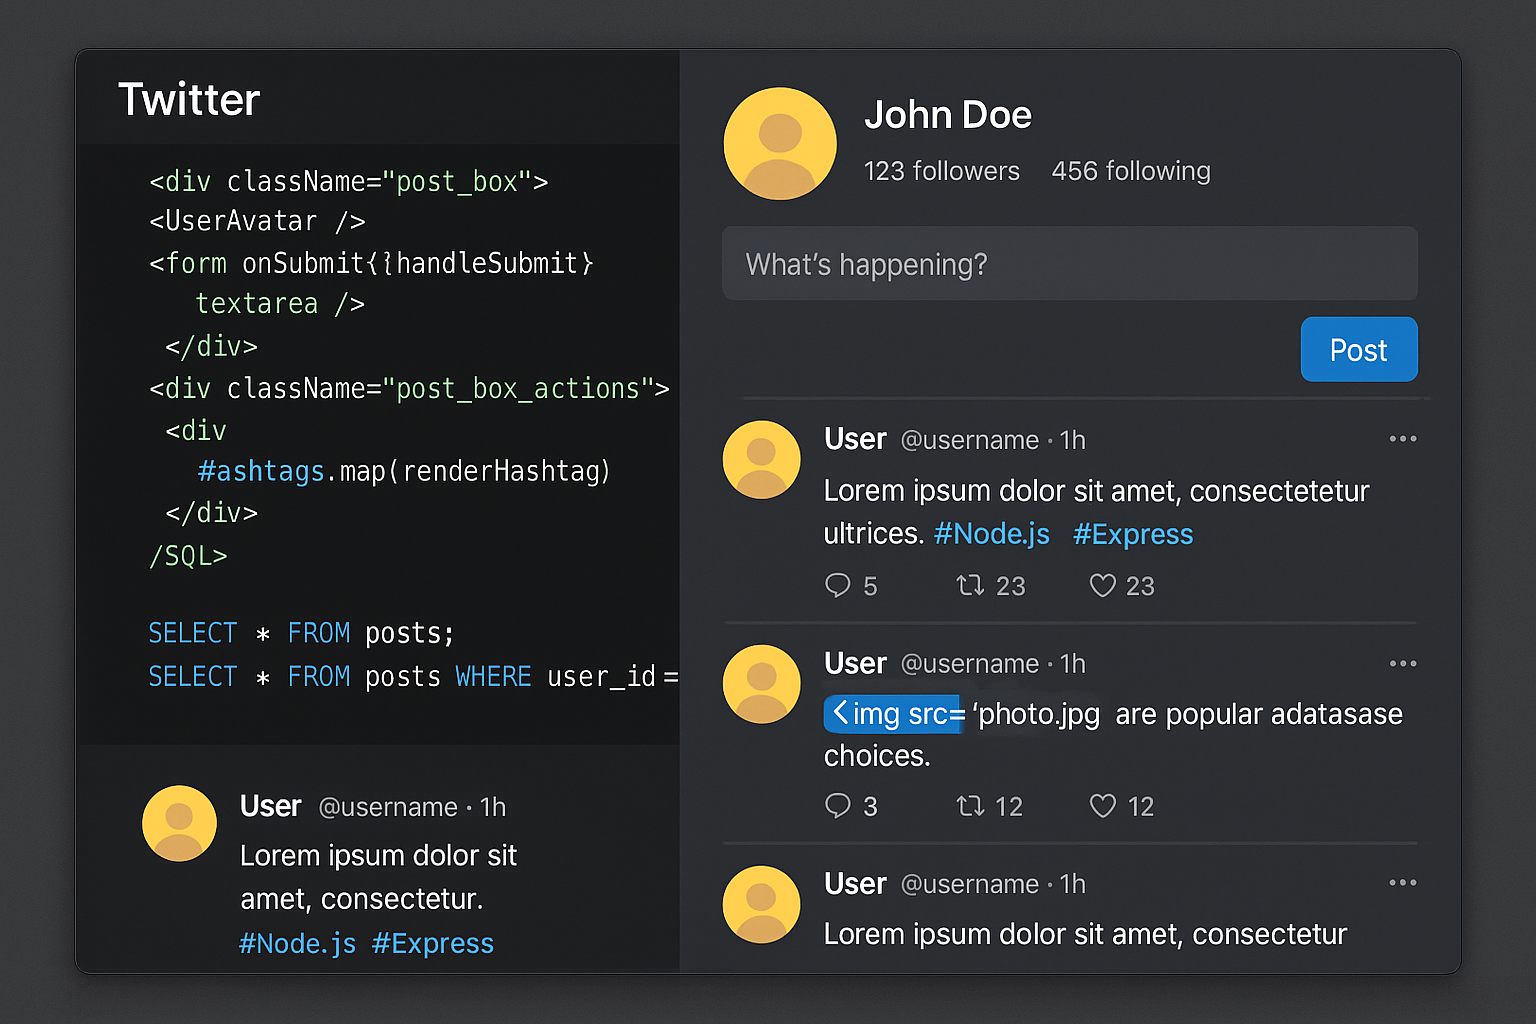 Twitter
<div className="post_box">
<UserAvatar />
<form onSubmit{⁅handleSubmit}
textarea />
</div>
<div className="post_box_actions">
<div
#ashtags.map(renderHashtag)
</div>
/SQL>
SELECT * FROM posts;
SELECT * FROM posts WHERE user_id=
User @username · 1h
Lorem ipsum dolor sit
amet, consectetur.
#Node.js #Express
John Doe
123 followers 456 following
What's happening?
Post
User @username · 1h
Lorem ipsum dolor sit amet, consectetetur
ultrices. #Node.js #Express
5 23 23
User @username · 1h
<img src= ‘photo.jpg are popular adatasase
choices.
3 12 12
User @username · 1h
Lorem ipsum dolor sit amet, consectetur